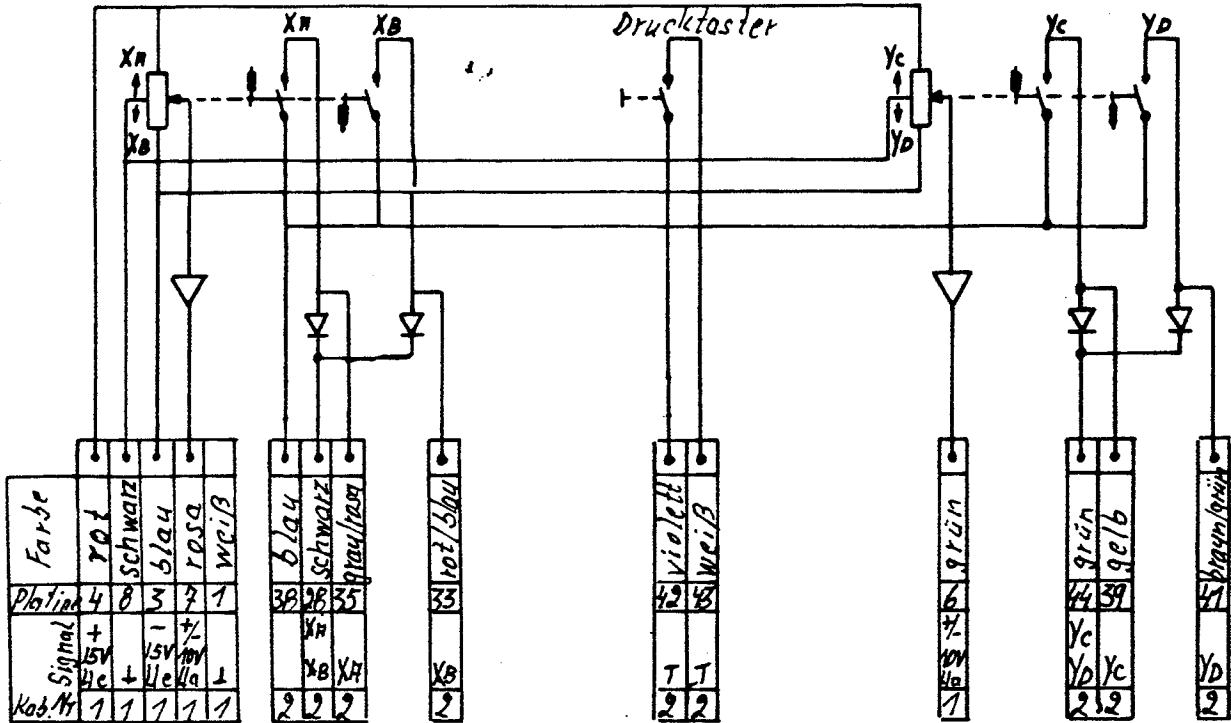 Drucktaster
XA XB YC YD
XA YC
XB YD
Farbe rot schwarz blau rosa weiß blau schwarz grau/rosa rot/blau violett weiß grün grün gelb braun/grün
Platine 4 8 3 7 1 38 28 35 33 42 43 6 44 39 41
Signal + 15V Ue ⊥ - 15V Ue +/- 10V Ua ⊥ XA XB XA XB T T +/- 10V Ua YC YD YC YD
Kab.Nr 1 1 1 1 1 2 2 2 2 2 2 1 2 2 2